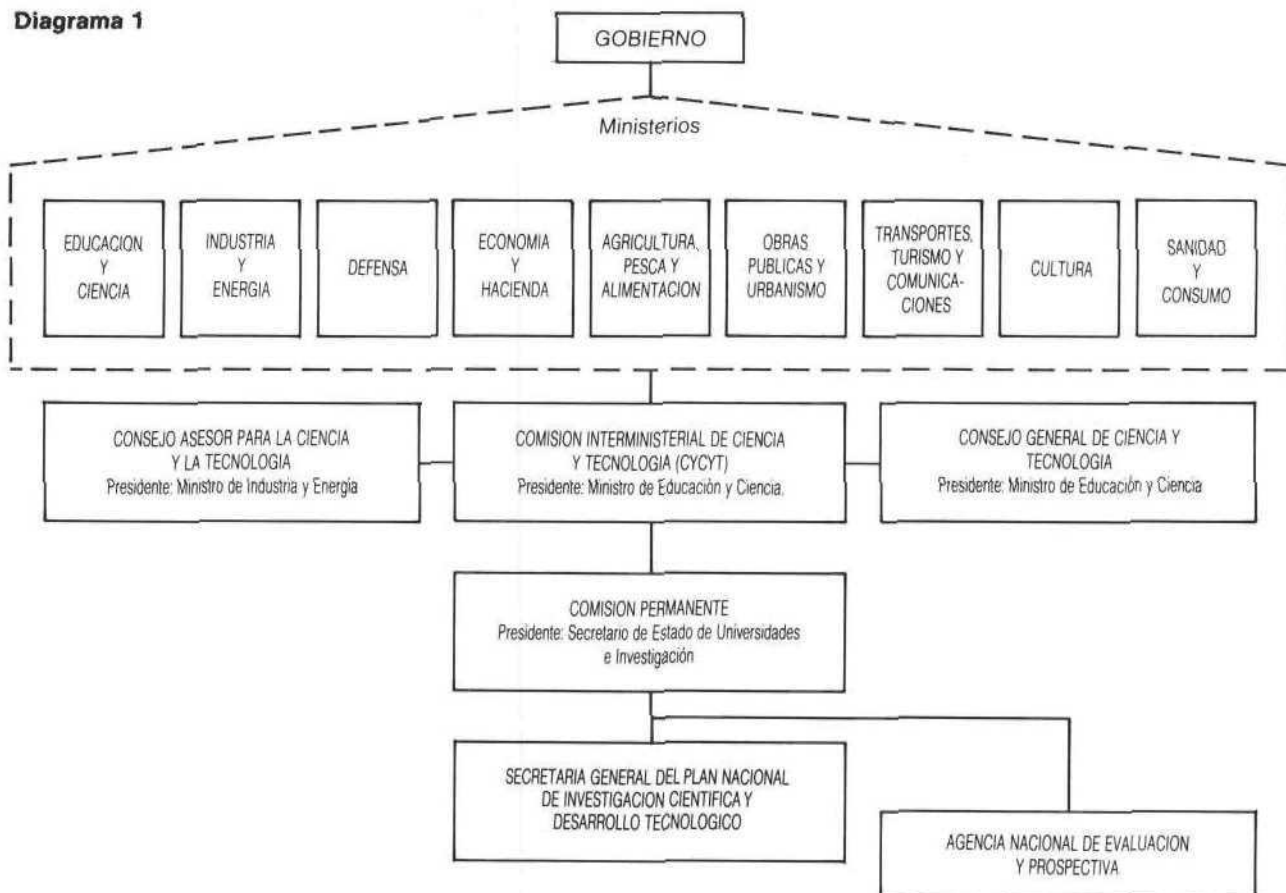 Diagrama 1
GOBIERNO
Ministerios
EDUCACION
Y
CIENCIA
INDUSTRIA
Y
ENERGIA
DEFENSA
ECONOMIA
Y
HACIENDA
AGRICULTURA,
PESCA Y
ALIMENTACION
OBRAS
PUBLICAS Y
URBANISMO
TRANSPORTES,
TURISMO Y
COMUNICA-
CIONES
CULTURA
SANIDAD
Y
CONSUMO
CONSEJO ASESOR PARA LA CIENCIA
Y LA TECNOLOGIA
Presidente: Ministro de Industria y Energía
COMISION INTERMINISTERIAL DE CIENCIA
Y TECNOLOGIA (CYCYT)
Presidente: Ministro de Educación y Ciencia.
CONSEJO GENERAL DE CIENCIA Y
TECNOLOGIA
Presidente: Ministro de Educación y Ciencia
COMISION PERMANENTE
Presidente: Secretario de Estado de Universidades
e Investigación
SECRETARIA GENERAL DEL PLAN NACIONAL
DE INVESTIGACION CIENTIFICA Y
DESARROLLO TECNOLOGICO
AGENCIA NACIONAL DE EVALUACION
Y PROSPECTIVA